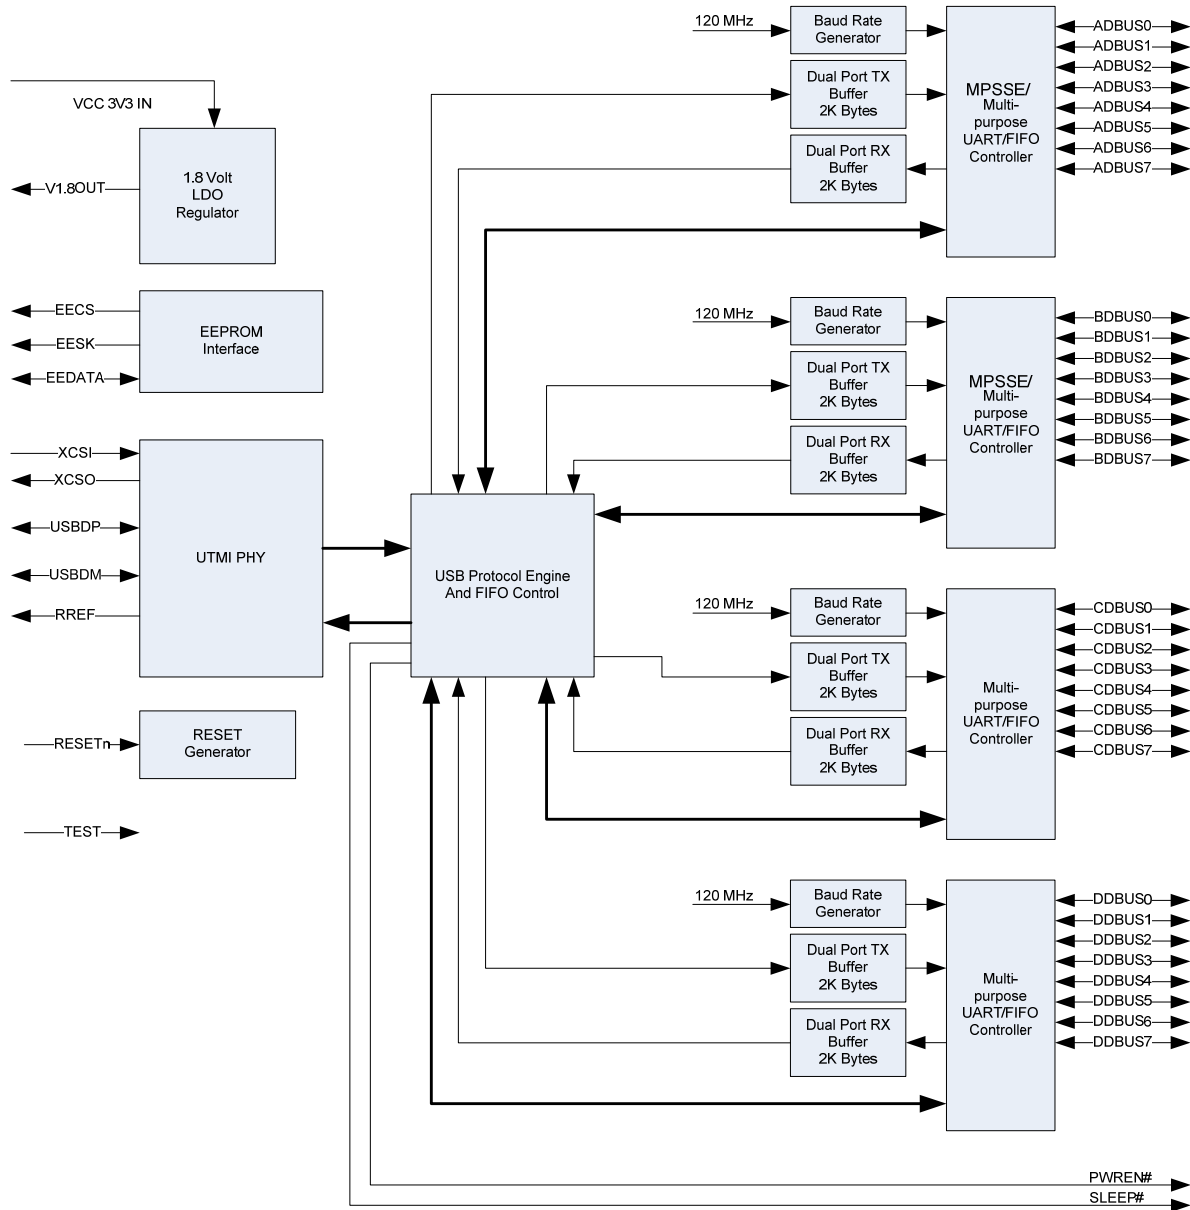 VCC 3V3 IN
1.8 Volt
LDO
Regulator
V1.8OUT
EECS
EESK
EEDATA
EEPROM
Interface
XCSI
XCSO
USBDP
USBDM
RREF
UTMI PHY
RESETn
RESET
Generator
TEST
USB Protocol Engine
And FIFO Control
120 MHz
Baud Rate
Generator
Dual Port TX
Buffer
2K Bytes
Dual Port RX
Buffer
2K Bytes
MPSSE/
Multi-
purpose
UART/FIFO
Controller
ADBUS0
ADBUS1
ADBUS2
ADBUS3
ADBUS4
ADBUS5
ADBUS6
ADBUS7
120 MHz
Baud Rate
Generator
Dual Port TX
Buffer
2K Bytes
Dual Port RX
Buffer
2K Bytes
MPSSE/
Multi-
purpose
UART/FIFO
Controller
BDBUS0
BDBUS1
BDBUS2
BDBUS3
BDBUS4
BDBUS5
BDBUS6
BDBUS7
120 MHz
Baud Rate
Generator
Dual Port TX
Buffer
2K Bytes
Dual Port RX
Buffer
2K Bytes
Multi-
purpose
UART/FIFO
Controller
CDBUS0
CDBUS1
CDBUS2
CDBUS3
CDBUS4
CDBUS5
CDBUS6
CDBUS7
120 MHz
Baud Rate
Generator
Dual Port TX
Buffer
2K Bytes
Dual Port RX
Buffer
2K Bytes
Multi-
purpose
UART/FIFO
Controller
DDBUS0
DDBUS1
DDBUS2
DDBUS3
DDBUS4
DDBUS5
DDBUS6
DDBUS7
PWREN#
SLEEP#